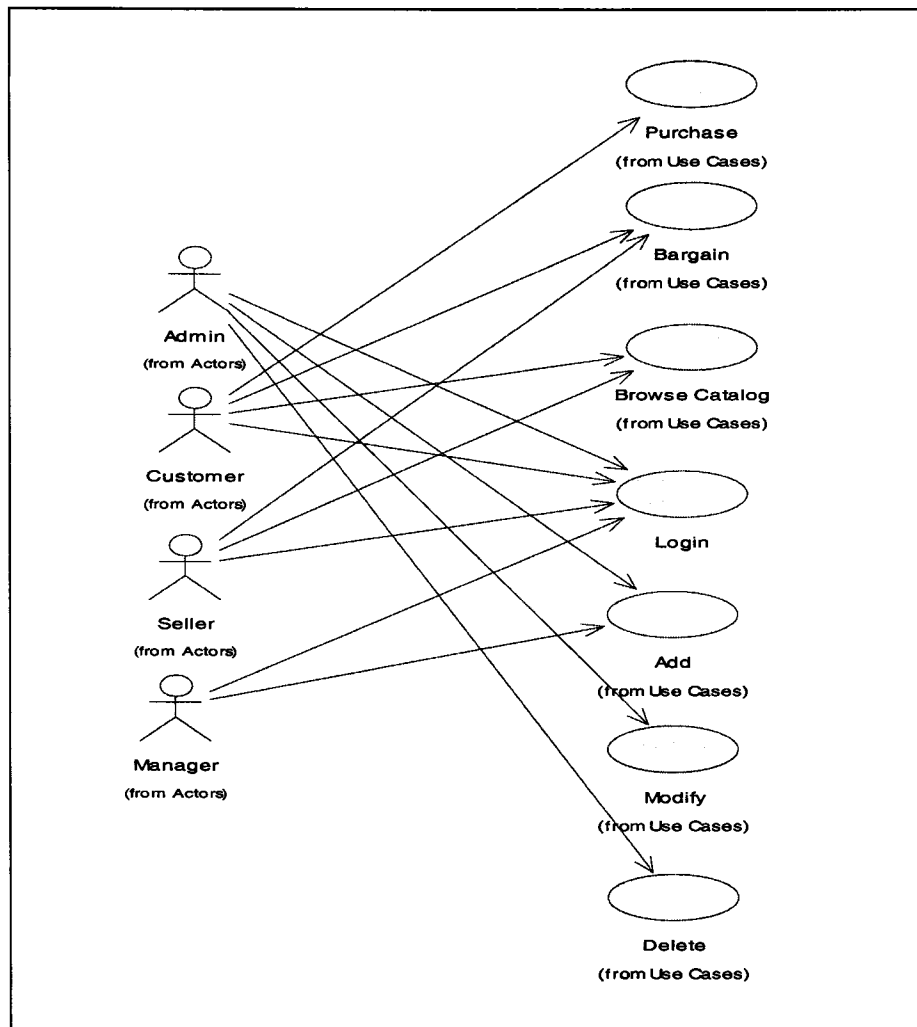 Purchase
(from Use Cases)
Bargain
(from Use Cases)
Admin
(from Actors)
Browse Catalog
(from Use Cases)
Customer
(from Actors)
Login
Seller
(from Actors)
Add
(from Use Cases)
Manager
(from Actors)
Modify
(from Use Cases)
Delete
(from Use Cases)